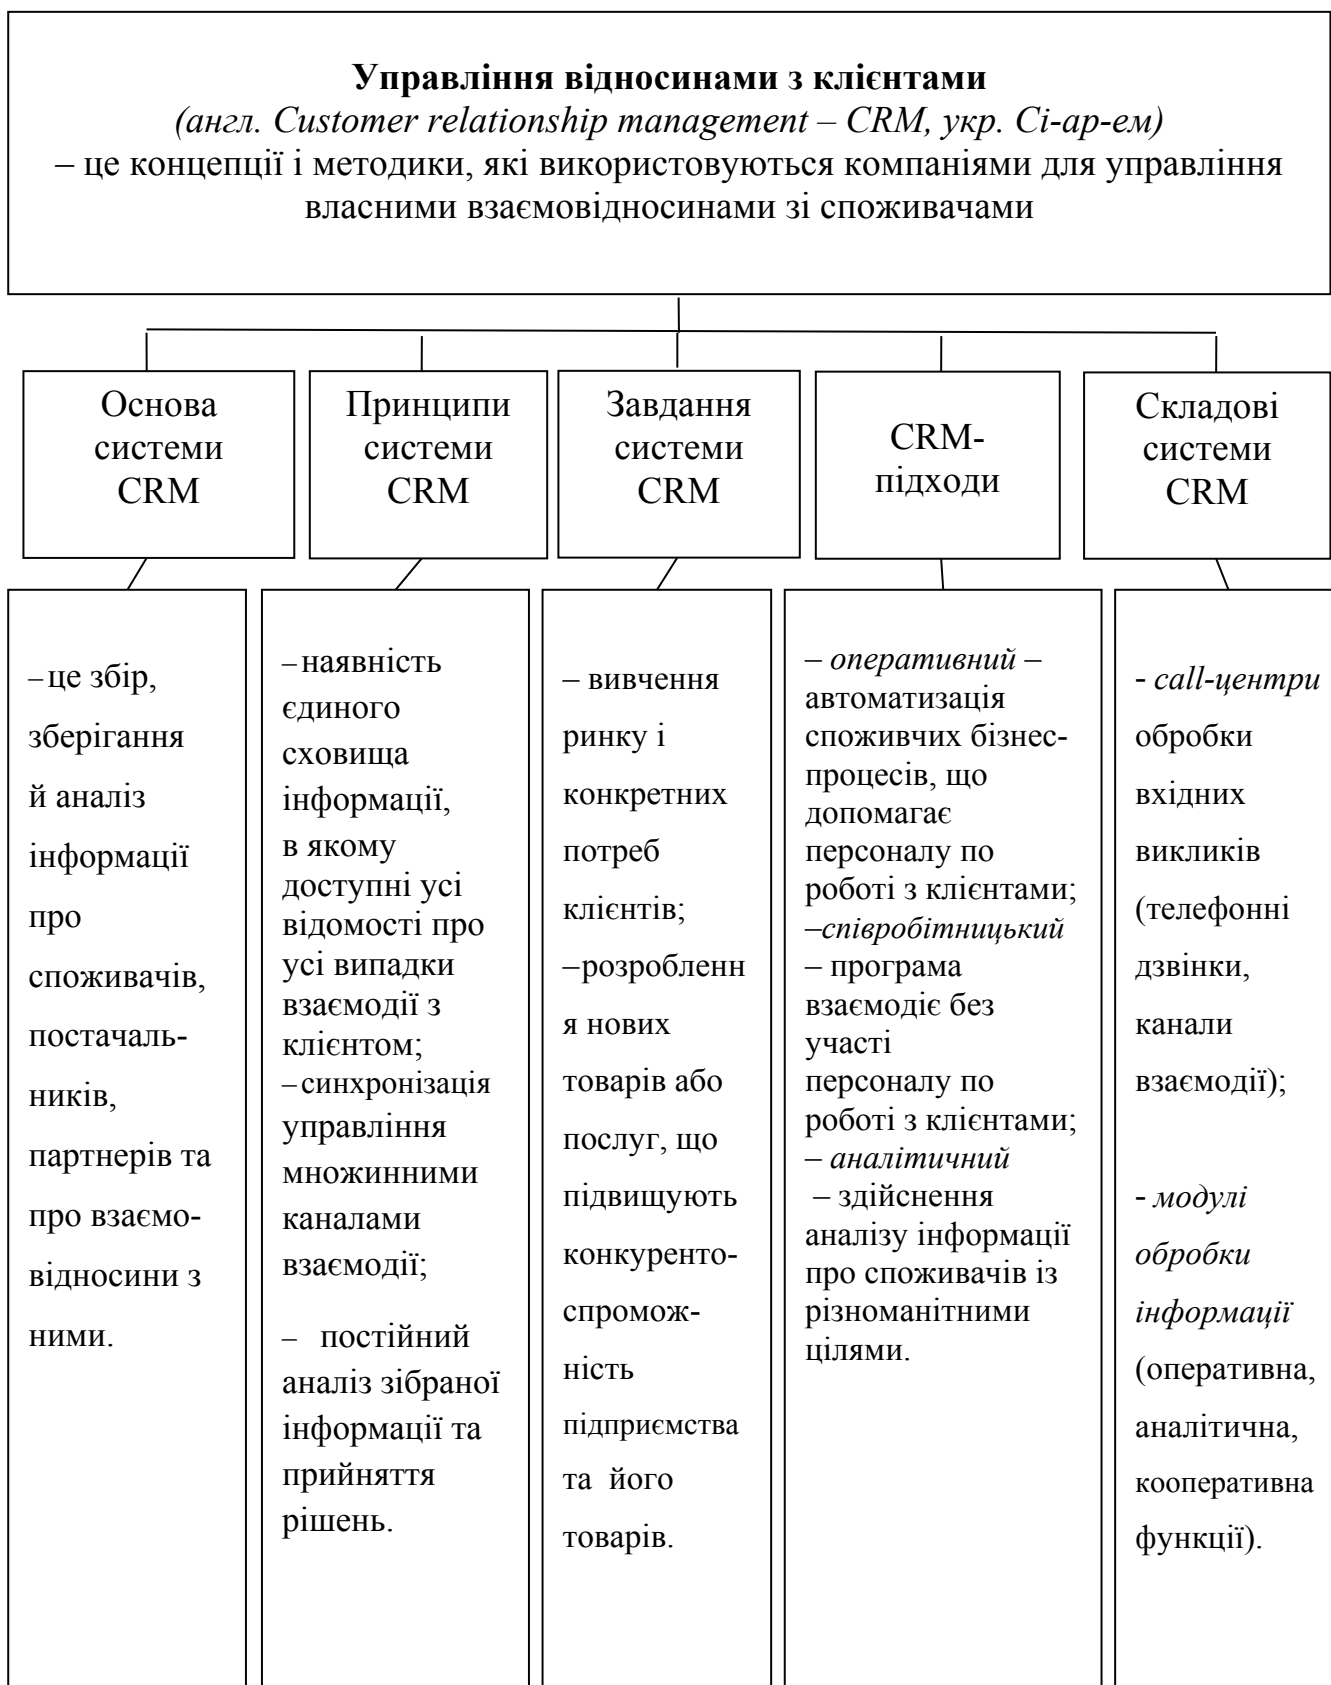 Управління відносинами з клієнтами
(англ. Customer relationship management – CRM, укр. Сі-ар-ем)
– це концепції і методики, які використовуються компаніями для управління
власними взаємовідносинами зі споживачами
Основа
системи
CRM
Принципи
системи
CRM
Завдання
системи
CRM
CRM-
підходи
Складові
системи
CRM
– це збір,
зберігання
й аналіз
інформації
про
споживачів,
постачаль-
ників,
партнерів та
про взаємо-
відносини з
ними.
– наявність
єдиного
сховища
інформації,
в якому
доступні усі
відомості про
усі випадки
взаємодії з
клієнтом;
– синхронізація
управління
множинними
каналами
взаємодії;
– постійний
аналіз зібраної
інформації та
прийняття
рішень.
– вивчення
ринку і
конкретних
потреб
клієнтів;
– розробленн
я нових
товарів або
послуг, що
підвищують
конкуренто-
спромож-
ність
підприємства
та його
товарів.
– оперативний –
автоматизація
споживчих бізнес-
процесів, що
допомагає
персоналу по
роботі з клієнтами;
–співробітницький
– програма
взаємодіє без
участі
персоналу по
роботі з клієнтами;
– аналітичний
– здійснення
аналізу інформації
про споживачів із
різноманітними
цілями.
- call-центри
обробки
вхідних
викликів
(телефонні
дзвінки,
канали
взаємодії);
- модулі
обробки
інформації
(оперативна,
аналітична,
кооперативна
функції).